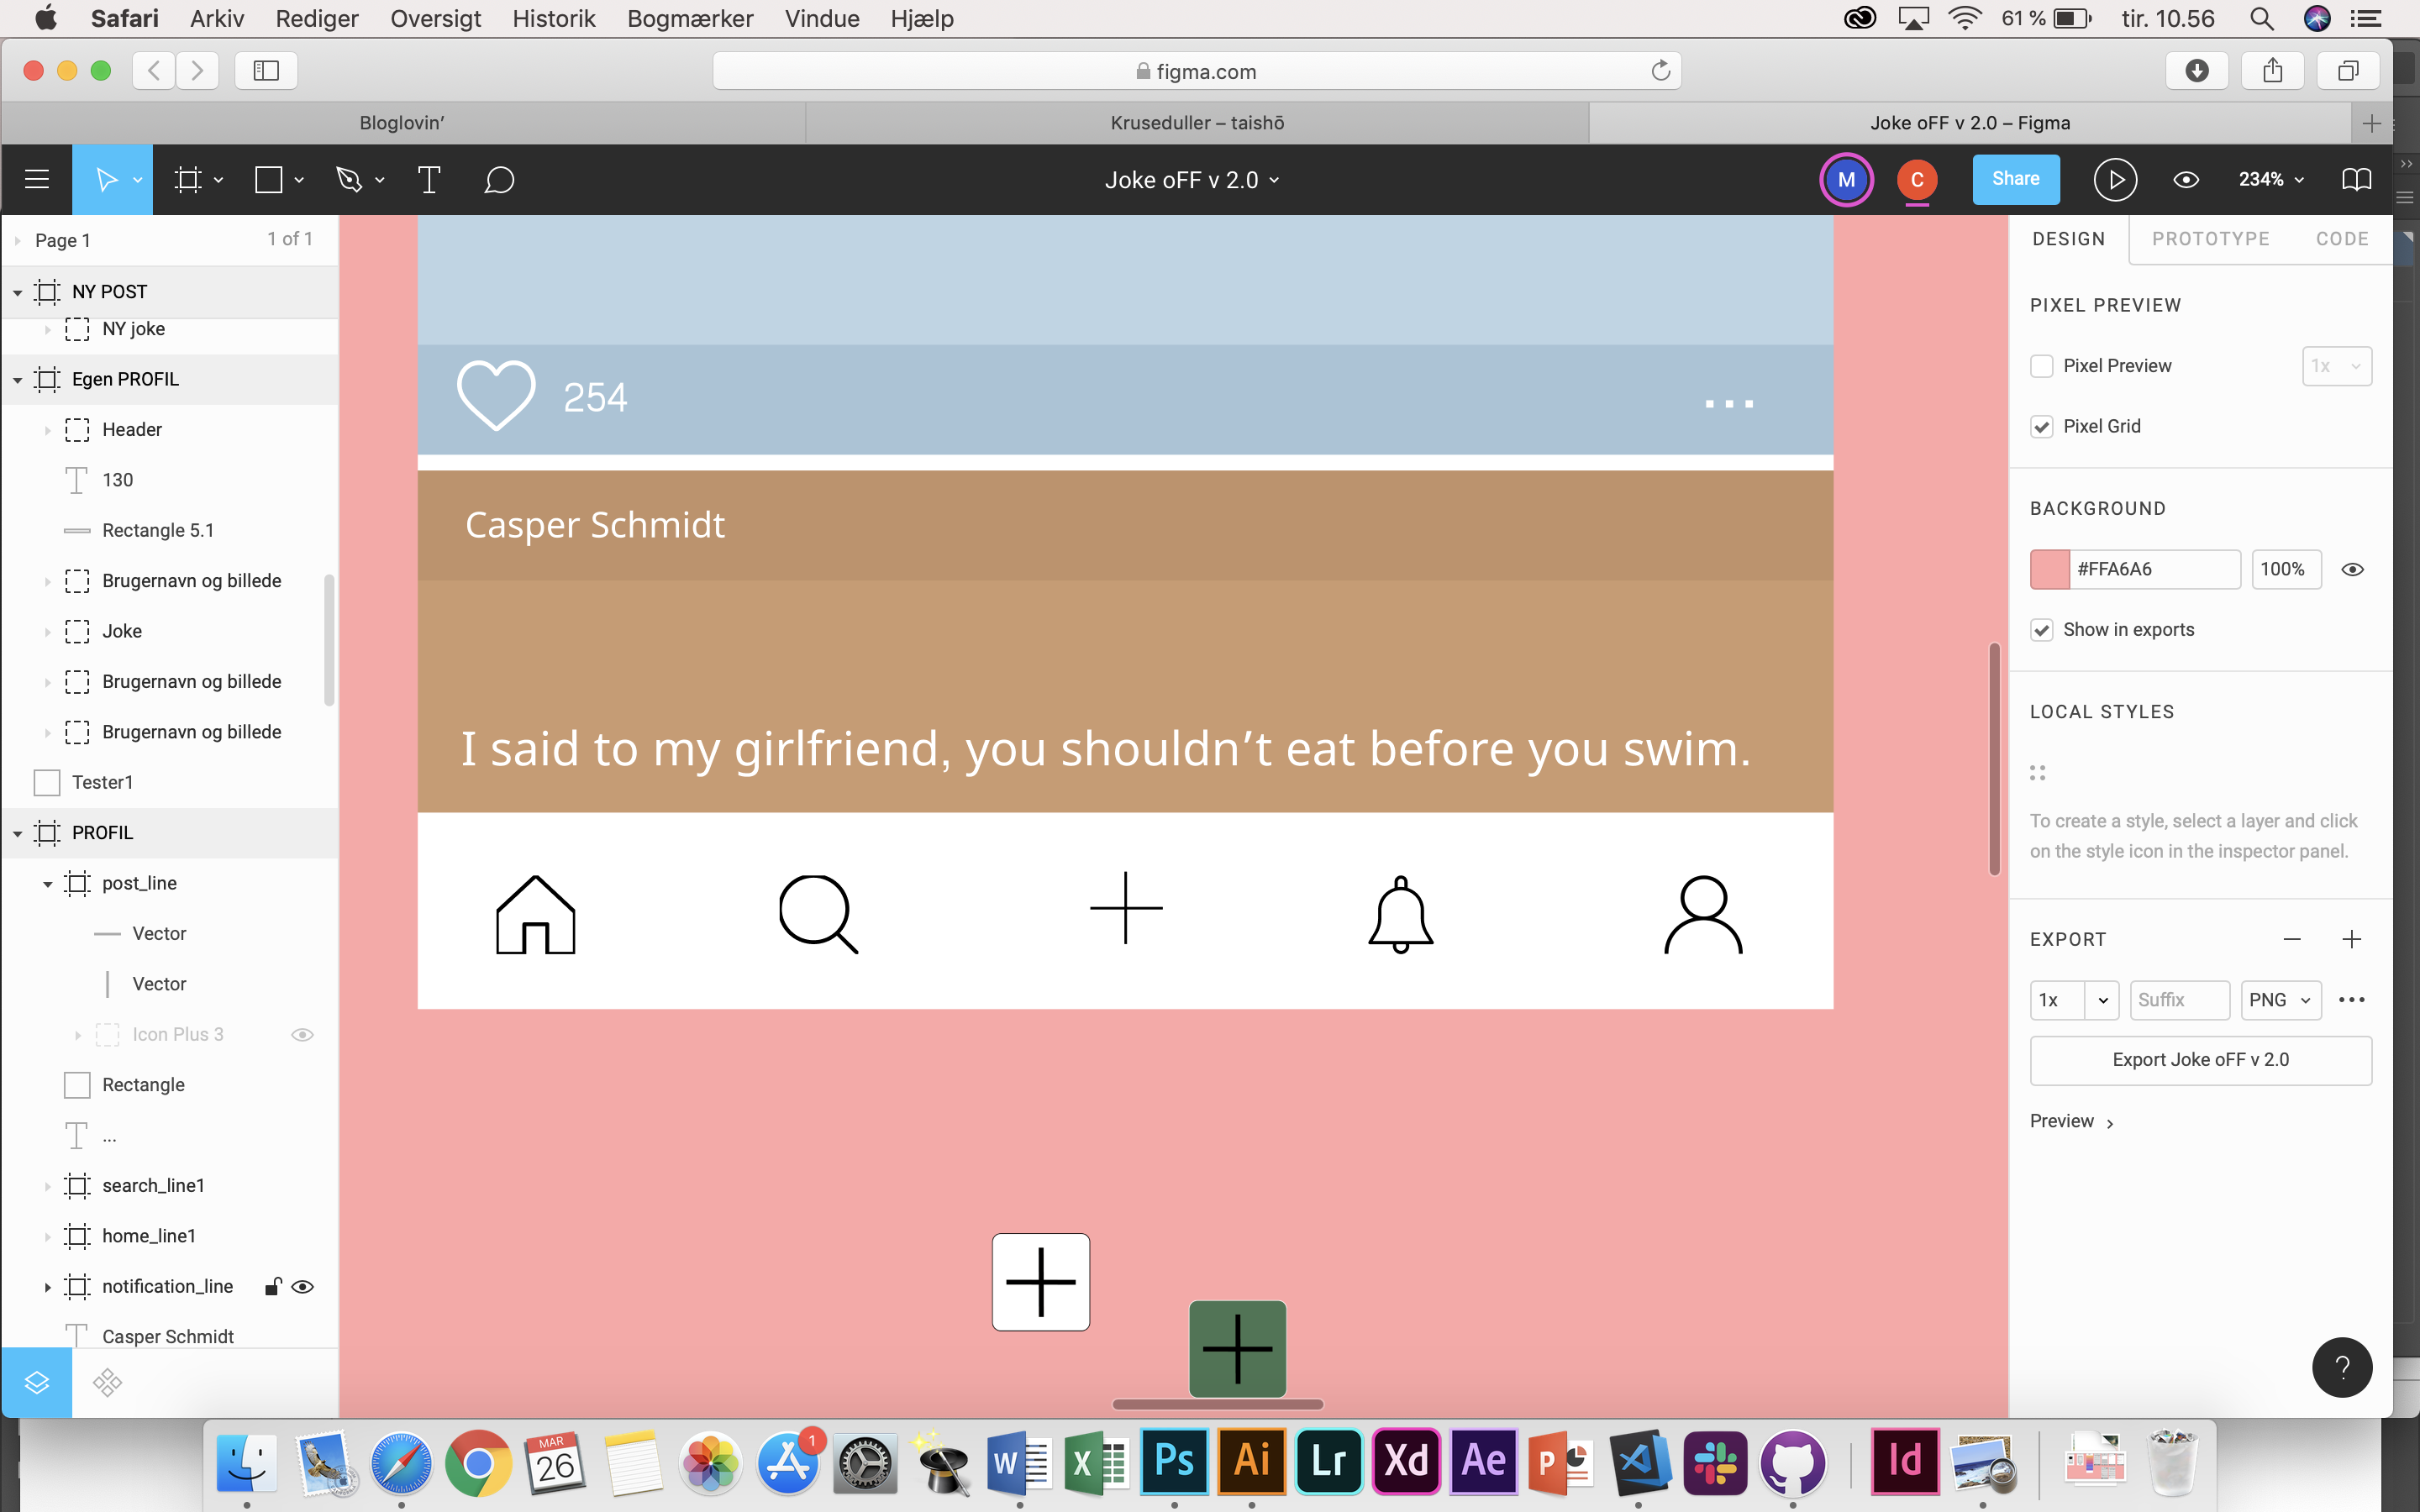 Safari Arkiv Rediger Oversigt Historik Bogmærker Vindue Hjælp 61 % tir. 10.56
figma.com
Bloglovin’ Kruseduller – taishō Joke oFF v 2.0 – Figma
Joke oFF v 2.0 M C Share 234%
Page 1 1 of 1
NY POST
NY joke
Egen PROFIL
Header
130
Rectangle 5.1
Brugernavn og billede
Joke
Brugernavn og billede
Brugernavn og billede
Tester1
PROFIL
post_line
Vector
Vector
Icon Plus 3
Rectangle
...
search_line1
home_line1
notification_line
Casper Schmidt
254
...
Casper Schmidt
I said to my girlfriend, you shouldn’t eat before you swim.
DESIGN PROTOTYPE CODE
PIXEL PREVIEW
Pixel Preview 1x
Pixel Grid
BACKGROUND
#FFA6A6 100%
Show in exports
LOCAL STYLES
To create a style, select a layer and click
on the style icon in the inspector panel.
EXPORT
1x Suffix PNG
Export Joke oFF v 2.0
Preview
?
MAR
26
1
W
X
Ps
Ai
Lr
Xd
Ae
P
Id